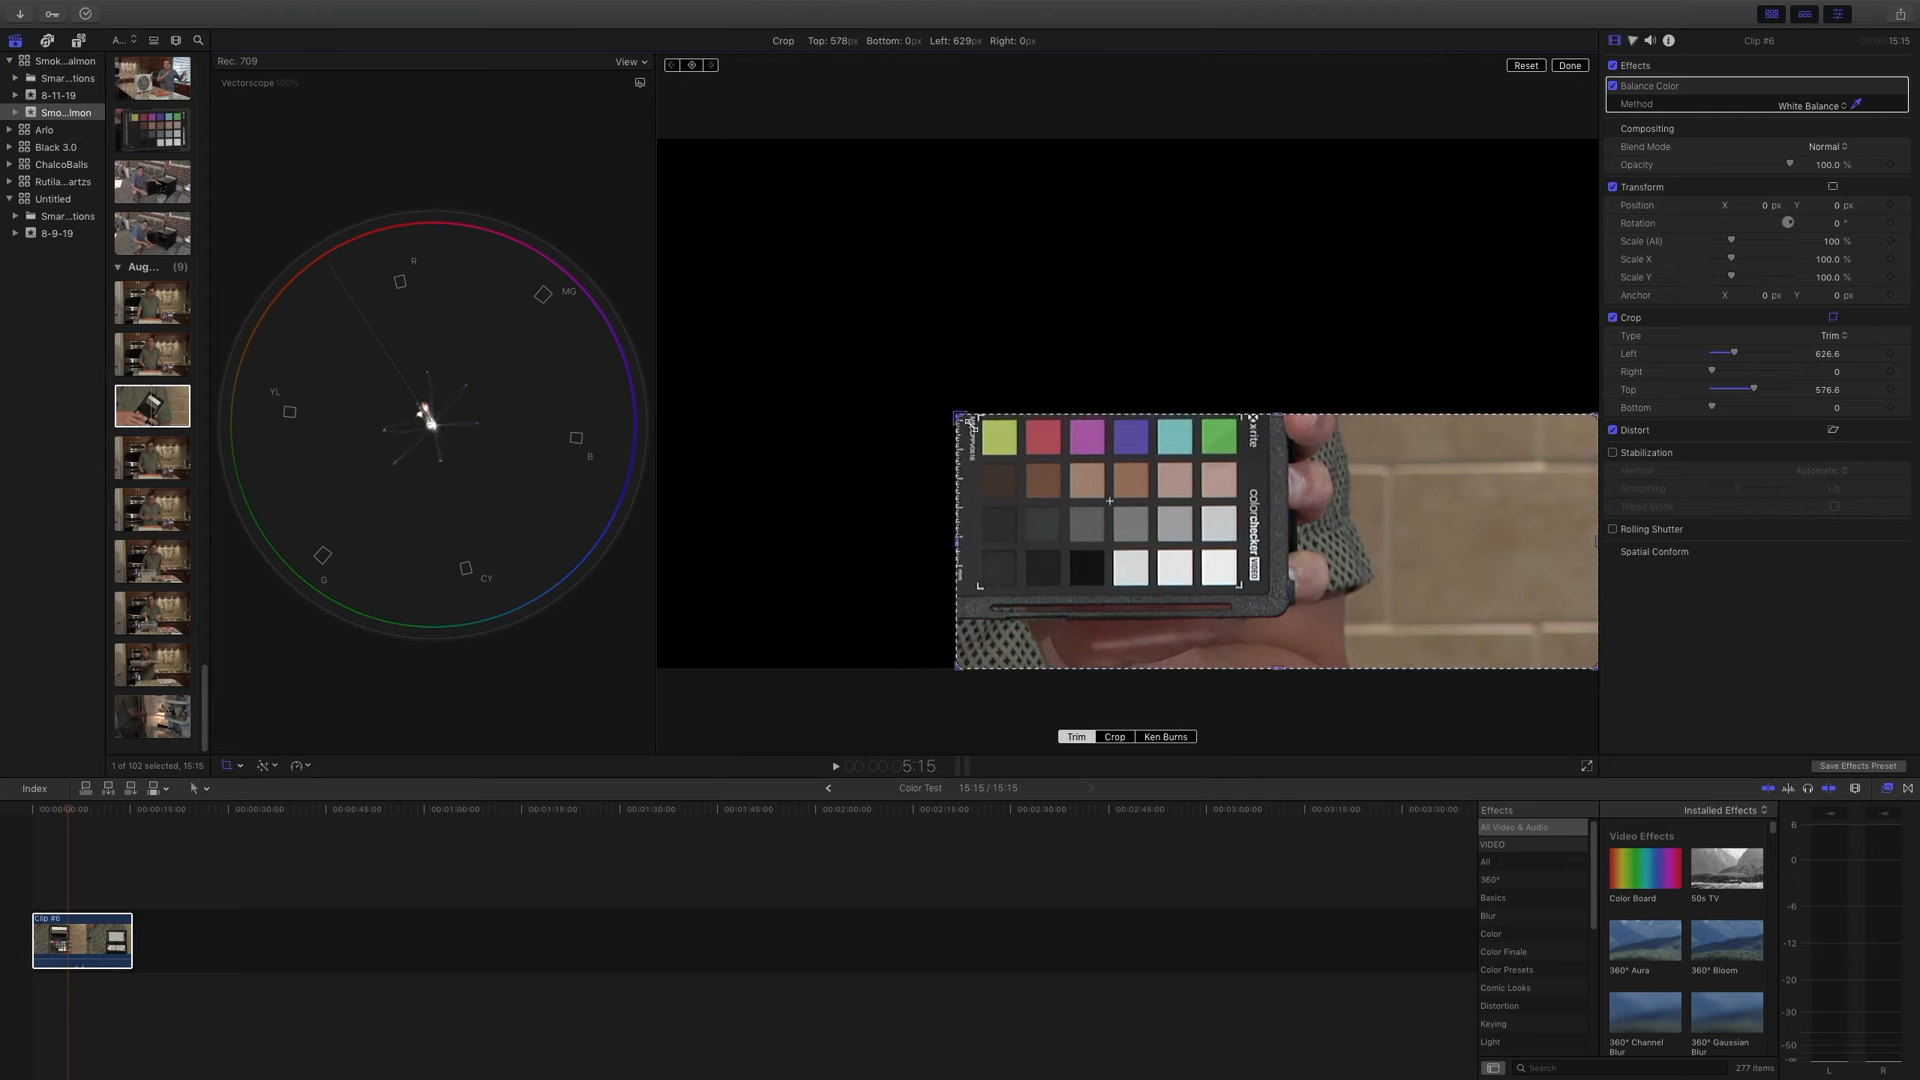 A...
Crop Top: 578px Bottom: 0px Left: 629px Right: 0px
Clip #6
15:15
Smok...almon
Smar...tions
8-11-19
Smo...lmon
Arlo
Black 3.0
ChalcoBalls
Rutila...artzs
Untitled
Smar...tions
8-9-19
Aug... (9)
1 of 102 selected, 15:15
Rec. 709
View
Vectorscope 100%
R
MG
YL
B
G
CY
Reset
Done
x-rite
colorchecker VIDEO
Trim
Crop
Ken Burns
00:00:05:15
Effects
Balance Color
Method White Balance
Compositing
Blend Mode Normal
Opacity 100.0 %
Transform
Position X 0 px Y 0 px
Rotation 0 °
Scale (All) 100 %
Scale X 100.0 %
Scale Y 100.0 %
Anchor X 0 px Y 0 px
Crop
Type Trim
Left 626.6
Right 0
Top 576.6
Bottom 0
Distort
Stabilization
Method Automatic
Smoothing 1.0
Tripod Mode
Rolling Shutter
Spatial Conform
Save Effects Preset
Index
Color Test 15:15 / 15:15
00:00:00:00 00:00:15:00 00:00:30:00 00:00:45:00 00:01:00:00 00:01:15:00 00:01:30:00 00:01:45:00 00:02:00:00 00:02:15:00 00:02:30:00 00:02:45:00 00:03:00:00 00:03:15:00 00:03:30:00
Clip #6
Effects
Installed Effects
All Video & Audio
VIDEO
All
360°
Basics
Blur
Color
Color Finale
Color Presets
Comic Looks
Distortion
Keying
Light
Video Effects
Color Board
50s TV
360° Aura
360° Bloom
360° Channel Blur
360° Gaussian Blur
Search
277 items
-∞ -∞
6
0
-6
-12
-20
-30
-50
-∞
L R